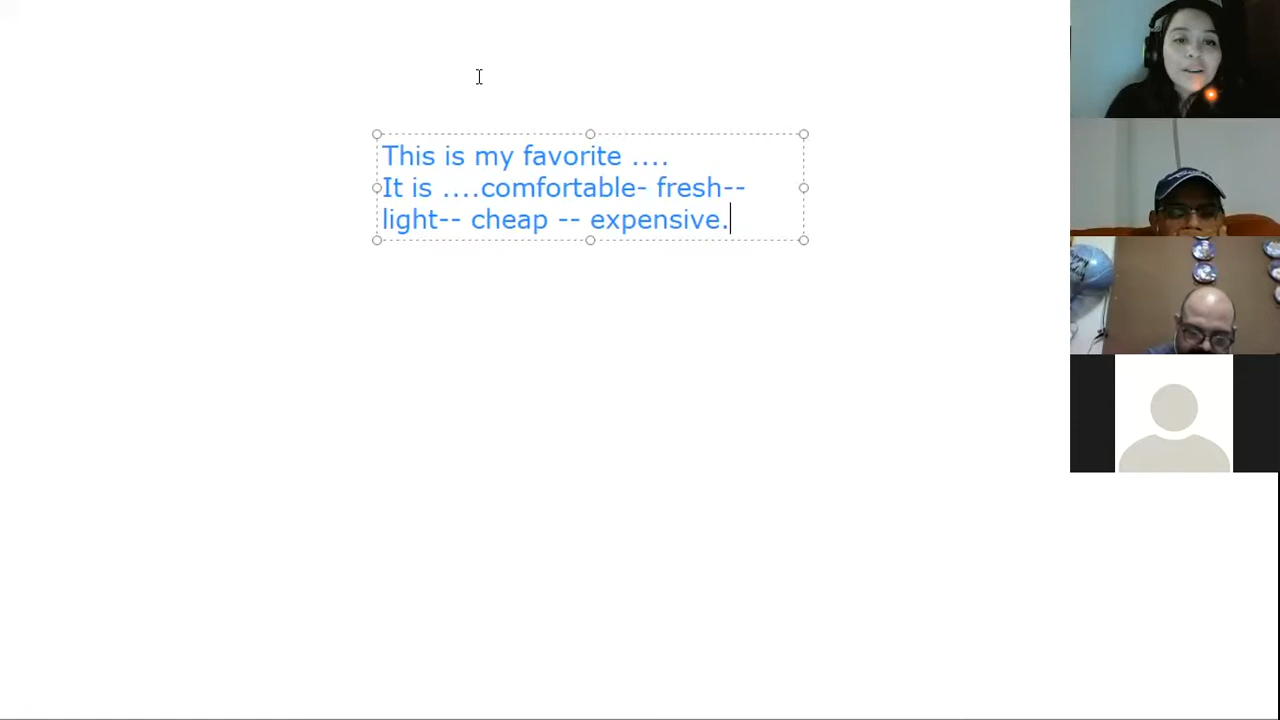 This is my favorite ....
It is ....comfortable- fresh--
light-- cheap -- expensive.